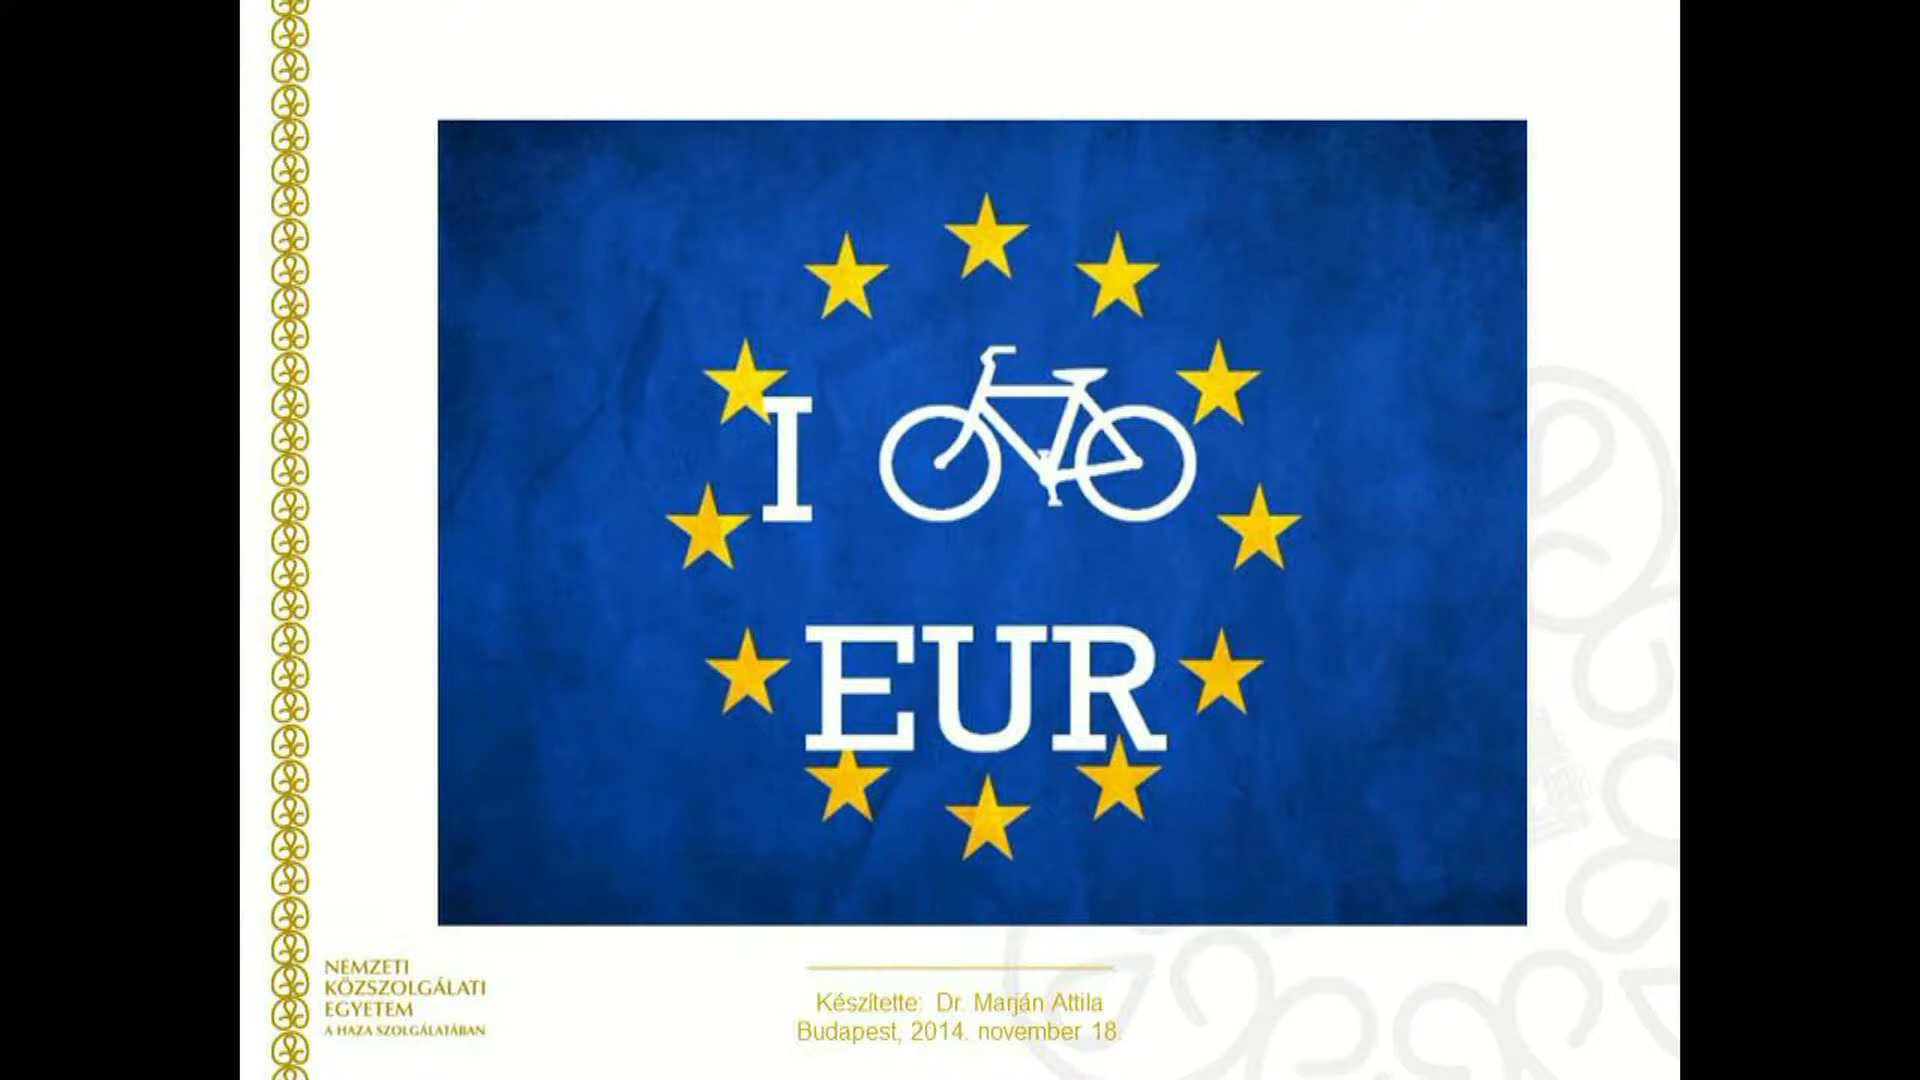 I
EUR
NEMZETI
KÖZSZOLGÁLATI
EGYETEM
A HAZA SZOLGÁLATÁBAN
Készítette: Dr. Marján Attila
Budapest, 2014. november 18.